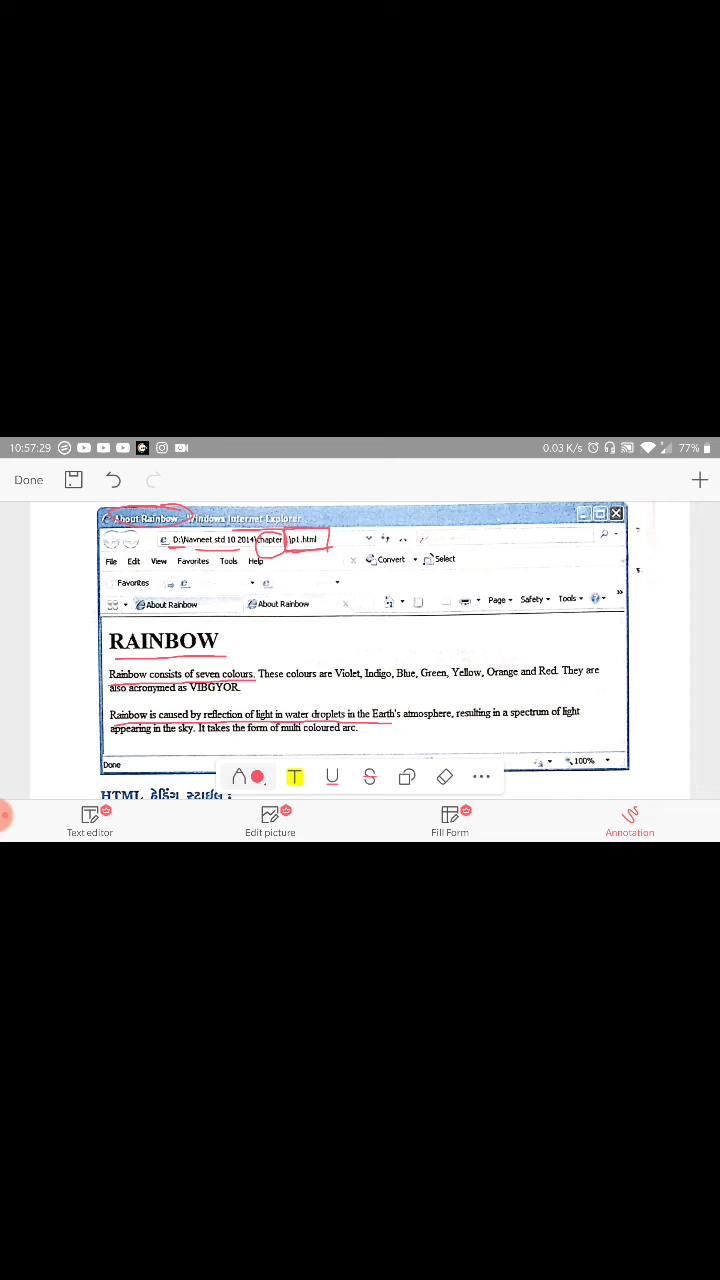 10:57:29 0.03 K/s 77%
Done
About Rainbow - Windows Internet Explorer
D:\Navneet std 10 2014\chapter \p1.html
File Edit View Favorites Tools Help Convert Select
Favorites
About Rainbow About Rainbow Page Safety Tools
RAINBOW
Rainbow consists of seven colours. These colours are Violet, Indigo, Blue, Green, Yellow, Orange and Red. They are
also acronymed as VIBGYOR.
Rainbow is caused by reflection of light in water droplets in the Earth's atmosphere, resulting in a spectrum of light
appearing in the sky. It takes the form of multi coloured arc.
Done 100%
HTML હેડિંગ સ્ટાઈલ :
Text editor Edit picture Fill Form Annotation